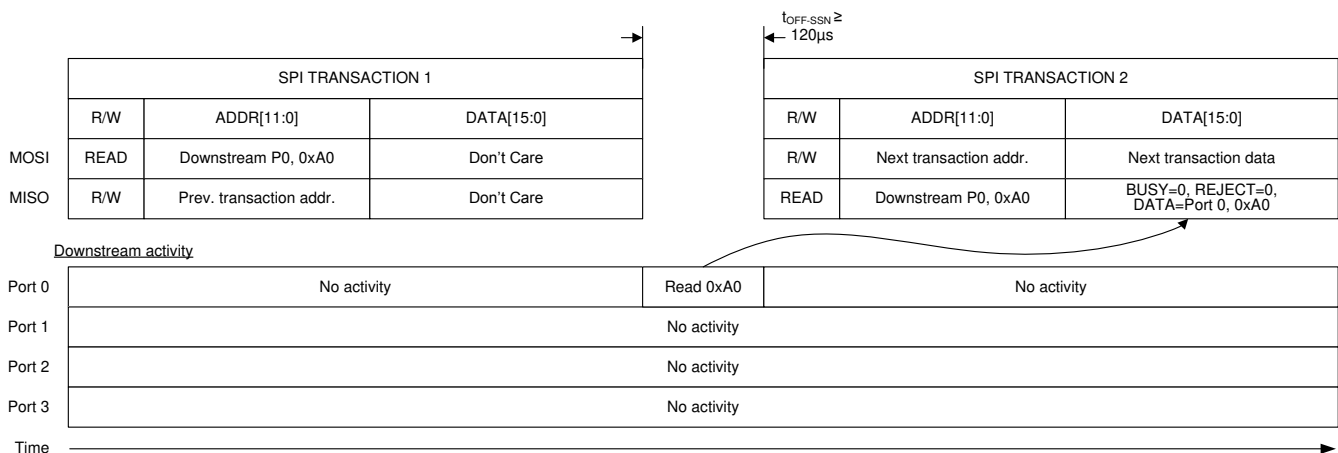 tOFF-SSN ≥
120µs
SPI TRANSACTION 1 SPI TRANSACTION 2
R/W ADDR[11:0] DATA[15:0] R/W ADDR[11:0] DATA[15:0]
MOSI READ Downstream P0, 0xA0 Don't Care R/W Next transaction addr. Next transaction data
MISO R/W Prev. transaction addr. Don't Care READ Downstream P0, 0xA0 BUSY=0, REJECT=0,
DATA=Port 0, 0xA0
Downstream activity
Port 0 No activity Read 0xA0 No activity
Port 1 No activity
Port 2 No activity
Port 3 No activity
Time